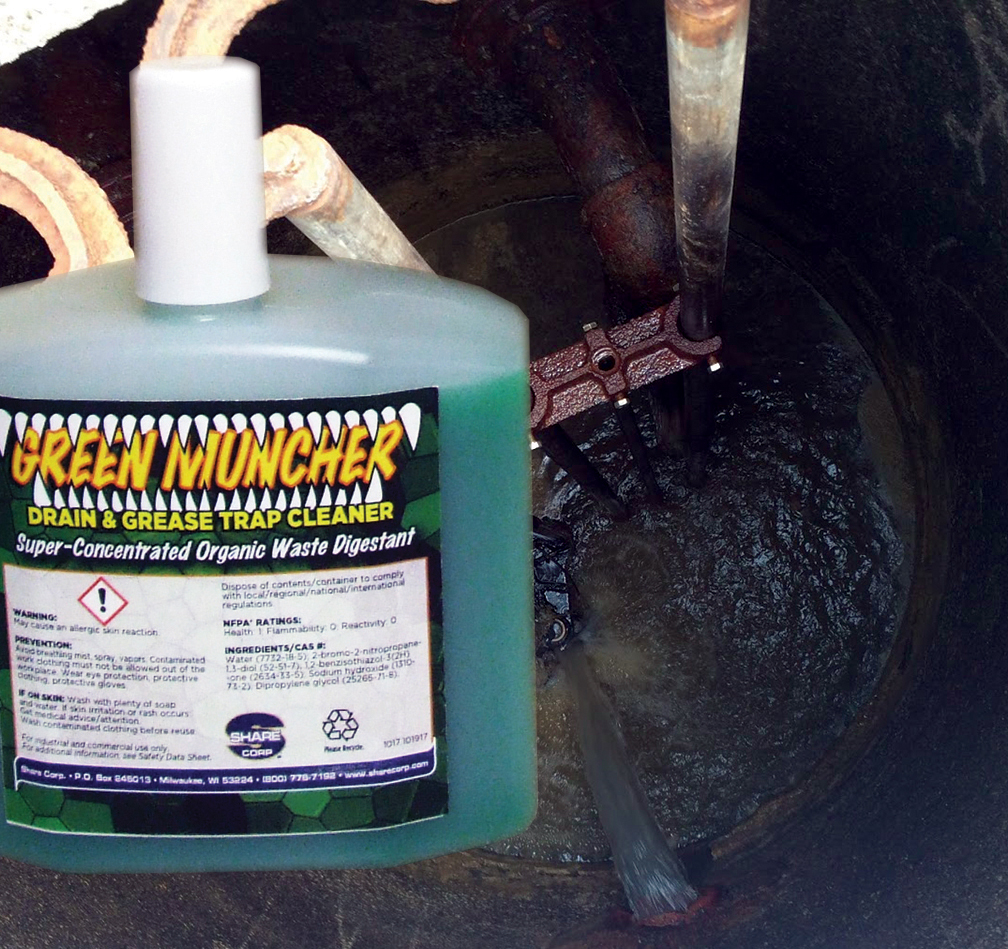 GREEN MUNCHER
DRAIN & GREASE TRAP CLEANER
Super-Concentrated Organic Waste Digestant
WARNING:
May cause an allergic skin reaction.
PREVENTION:
Avoid breathing mist, spray, vapors. Contaminated
work clothing must not be allowed out of the
workplace. Wear eye protection, protective
clothing, protective gloves.
IF ON SKIN: Wash with plenty of soap
and water. If skin irritation or rash occurs:
Get medical advice/attention.
Wash contaminated clothing before reuse.
For industrial and commercial use only.
For additional information, see Safety Data Sheet.
Dispose of contents/container to comply
with local/regional/national/international
regulations.
NFPA* RATINGS:
Health: 1; Flammability: 0; Reactivity: 0
INGREDIENTS/CAS #:
Water (7732-18-5); 2-bromo-2-nitropropane-
1,3-diol (52-51-7); 1,2-benzisothiazol-3(2H)
-one (2634-33-5); Sodium hydroxide (1310-
73-2); Dipropylene glycol (25265-71-8).
SHARE
CORP.
Please Recycle.
1017 101917
Share Corp. • P.O. Box 245013 • Milwaukee, WI 53224 • (800) 776-7192 • www.sharecorp.com